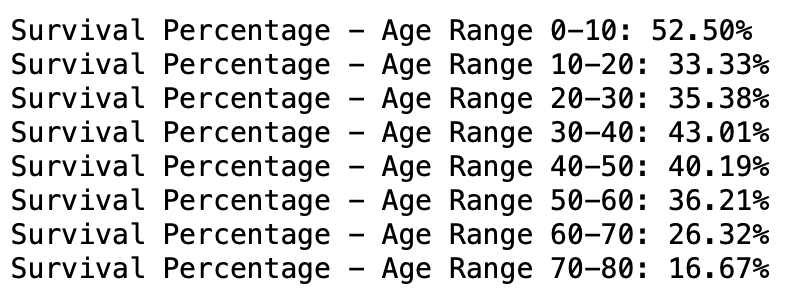 Survival Percentage - Age Range 0-10: 52.50%
Survival Percentage - Age Range 10-20: 33.33%
Survival Percentage - Age Range 20-30: 35.38%
Survival Percentage - Age Range 30-40: 43.01%
Survival Percentage - Age Range 40-50: 40.19%
Survival Percentage - Age Range 50-60: 36.21%
Survival Percentage - Age Range 60-70: 26.32%
Survival Percentage - Age Range 70-80: 16.67%